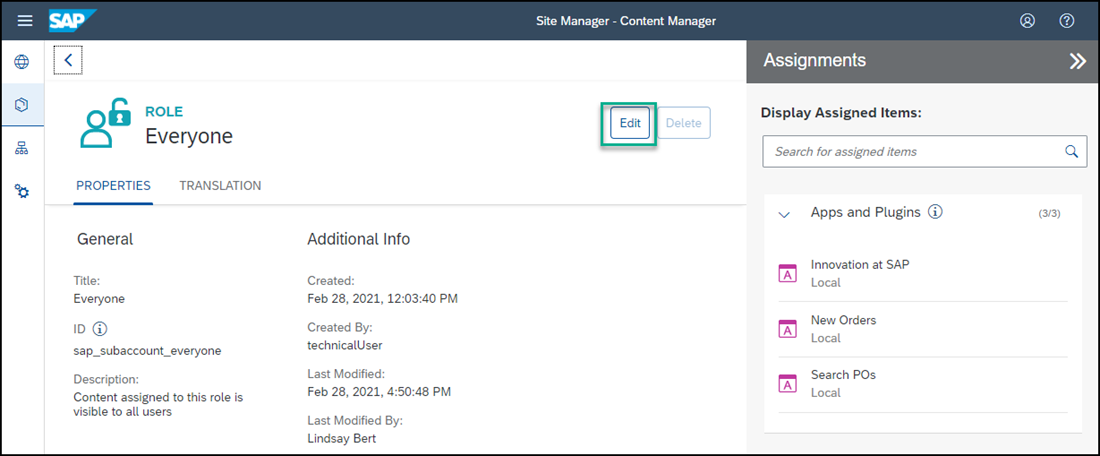 SAP
Site Manager - Content Manager
Assignments
ROLE
Everyone
Edit
Delete
Display Assigned Items:
Search for assigned items
PROPERTIES
TRANSLATION
General
Title:
Everyone
ID
sap_subaccount_everyone
Description:
Content assigned to this role is
visible to all users
Additional Info
Created:
Feb 28, 2021, 12:03:40 PM
Created By:
technicalUser
Last Modified:
Feb 28, 2021, 4:50:48 PM
Last Modified By:
Lindsay Bert
Apps and Plugins
(3/3)
A
Innovation at SAP
Local
A
New Orders
Local
A
Search POs
Local